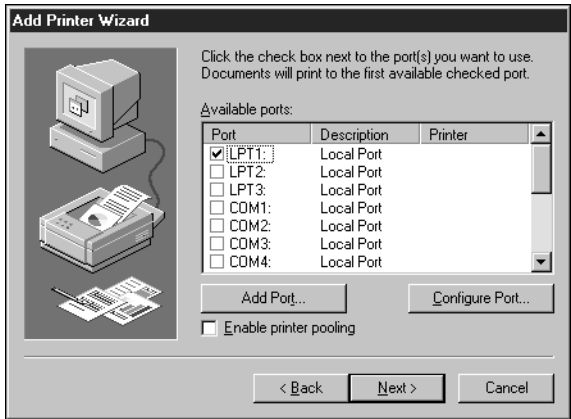 Add Printer Wizard
Click the check box next to the port(s) you want to use.
Documents will print to the first available checked port.
Available ports:
Port Description Printer
LPT1: Local Port
LPT2: Local Port
LPT3: Local Port
COM1: Local Port
COM2: Local Port
COM3: Local Port
COM4: Local Port
Add Port... Configure Port...
Enable printer pooling
< Back Next > Cancel